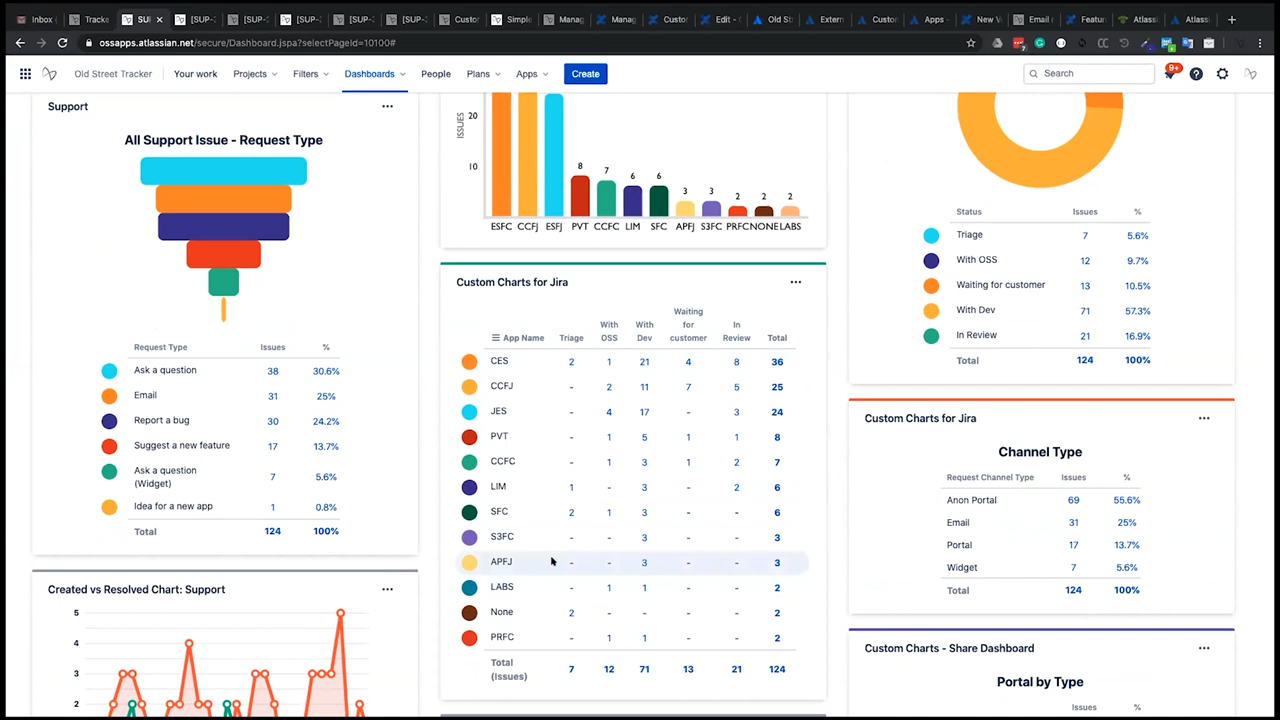 Inbox (
Tracke
SUP
[SUP-
[SUP-
[SUP-
[SUP-
[SUP-
Custor
Simple
Manag
Manag
Custor
Edit - C
Old St
Extern
Custor
Apps -
New V
Email r
Featur
Atlassi
Atlassi
ossapps.atlassian.net/secure/Dashboard.jspa?selectPageId=10100#
Old Street Tracker
Your work
Projects
Filters
Dashboards
People
Plans
Apps
Create
Search
9+
Support
All Support Issue - Request Type
Request Type Issues %
Ask a question 38 30.6%
Email 31 25%
Report a bug 30 24.2%
Suggest a new feature 17 13.7%
Ask a question
(Widget) 7 5.6%
Idea for a new app 1 0.8%
Total 124 100%
Created vs Resolved Chart: Support
5
4
3
2
ISSUES
20
10
8
7
6
6
3
3
2
2
2
ESFC CCFJ ESFJ PVT CCFC LIM SFC APFJ S3FC PRFC NONE LABS
Custom Charts for Jira
App Name Triage With OSS With Dev Waiting for customer In Review Total
CES 2 1 21 4 8 36
CCFJ - 2 11 7 5 25
JES - 4 17 - 3 24
PVT - 1 5 1 1 8
CCFC - 1 3 1 2 7
LIM 1 - 3 - 2 6
SFC 2 1 3 - - 6
S3FC - - 3 - - 3
APFJ - - 3 - - 3
LABS - 1 1 - - 2
None 2 - - - - 2
PRFC - 1 1 - - 2
Total
(Issues) 7 12 71 13 21 124
Status Issues %
Triage 7 5.6%
With OSS 12 9.7%
Waiting for customer 13 10.5%
With Dev 71 57.3%
In Review 21 16.9%
Total 124 100%
Custom Charts for Jira
Channel Type
Request Channel Type Issues %
Anon Portal 69 55.6%
Email 31 25%
Portal 17 13.7%
Widget 7 5.6%
Total 124 100%
Custom Charts - Share Dashboard
Portal by Type
Issues %